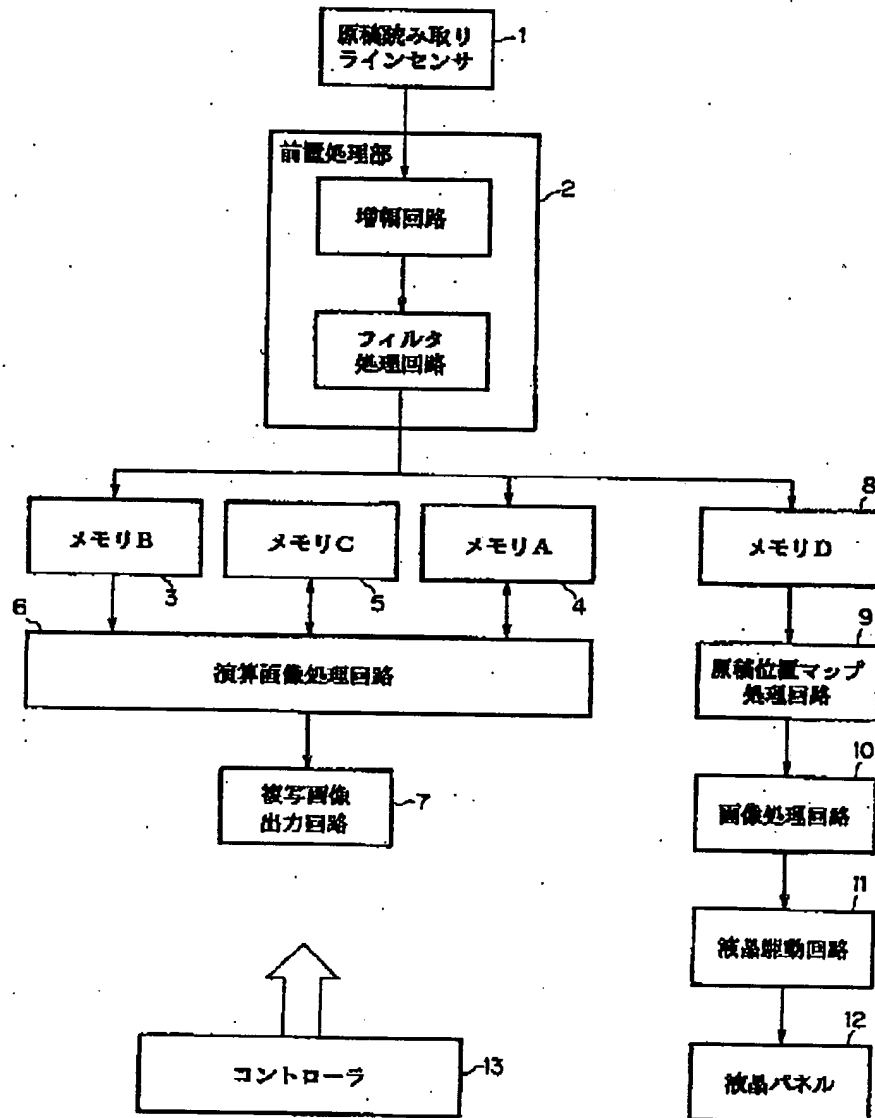 原稿読み取り
ラインセンサ
1
前置処理部
2
増幅回路
フィルタ
処理回路
メモリB
3
メモリC
5
メモリA
4
メモリD
8
6
演算画像処理回路
9
原稿位置マップ
処理回路
複写画像
出力回路
7
10
画像処理回路
11
液晶駆動回路
コントローラ
13
12
液晶パネル